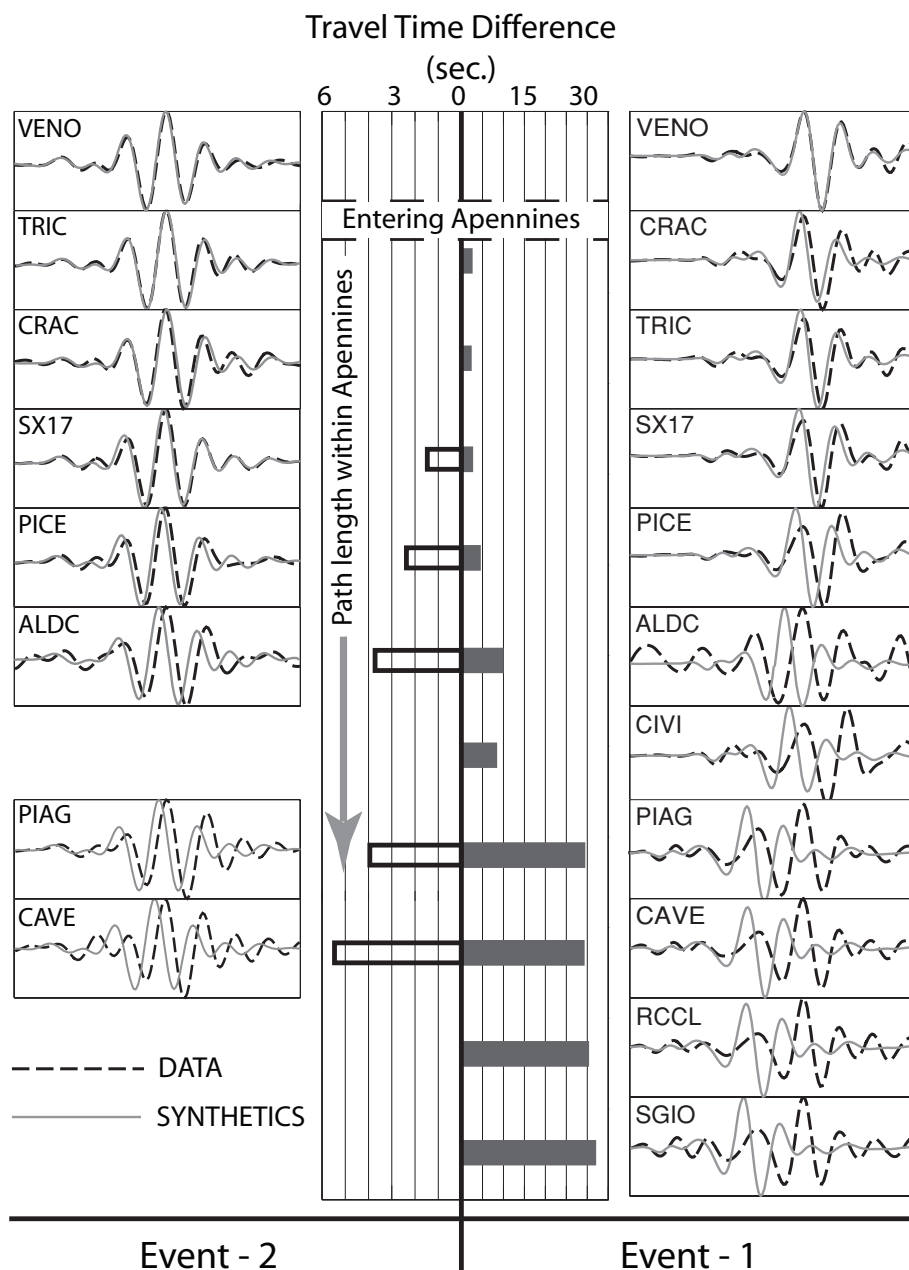 Travel Time Difference
(sec.)
6 3 0 15 30
VENO
TRIC
CRAC
SX17
PICE
ALDC
PIAG
CAVE
DATA
SYNTHETICS
Entering Apennines
Path length within Apennines
VENO
CRAC
TRIC
SX17
PICE
ALDC
CIVI
PIAG
CAVE
RCCL
SGIO
Event - 2
Event - 1